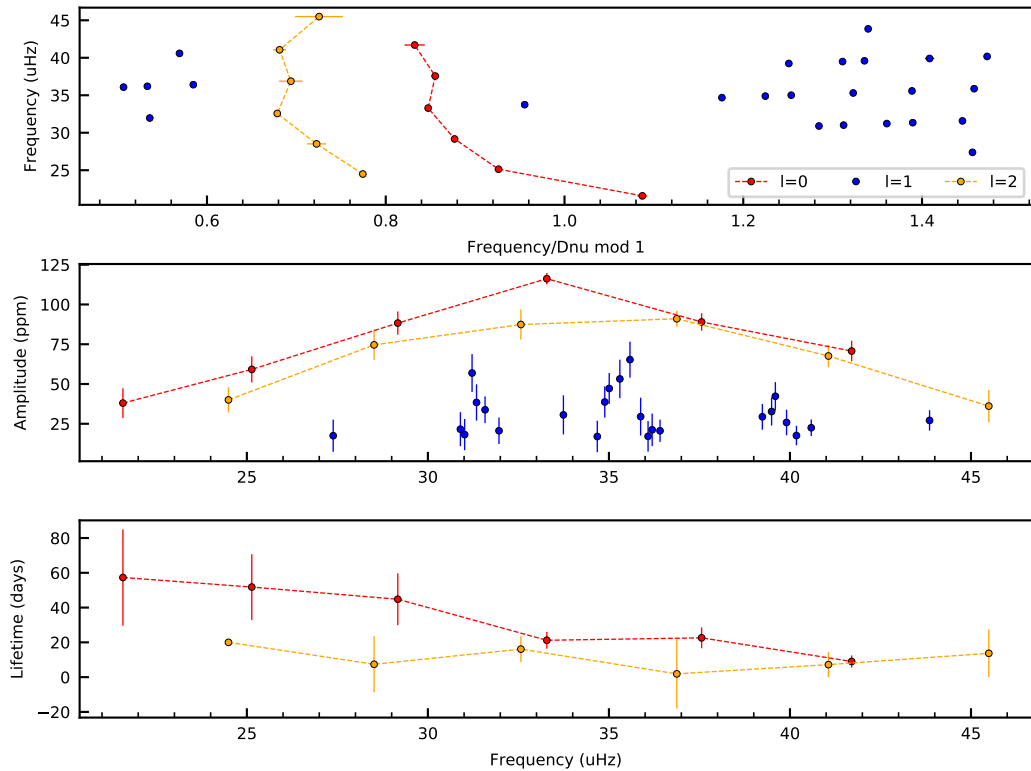 45
40
35
30
25
Frequency (uHz)
l=0 l=1 l=2
0.6 0.8 1.0 1.2 1.4
Frequency/Dnu mod 1
125
100
75
50
25
Amplitude (ppm)
25 30 35 40 45
80
60
40
20
0
−20
Lifetime (days)
25 30 35 40 45
Frequency (uHz)